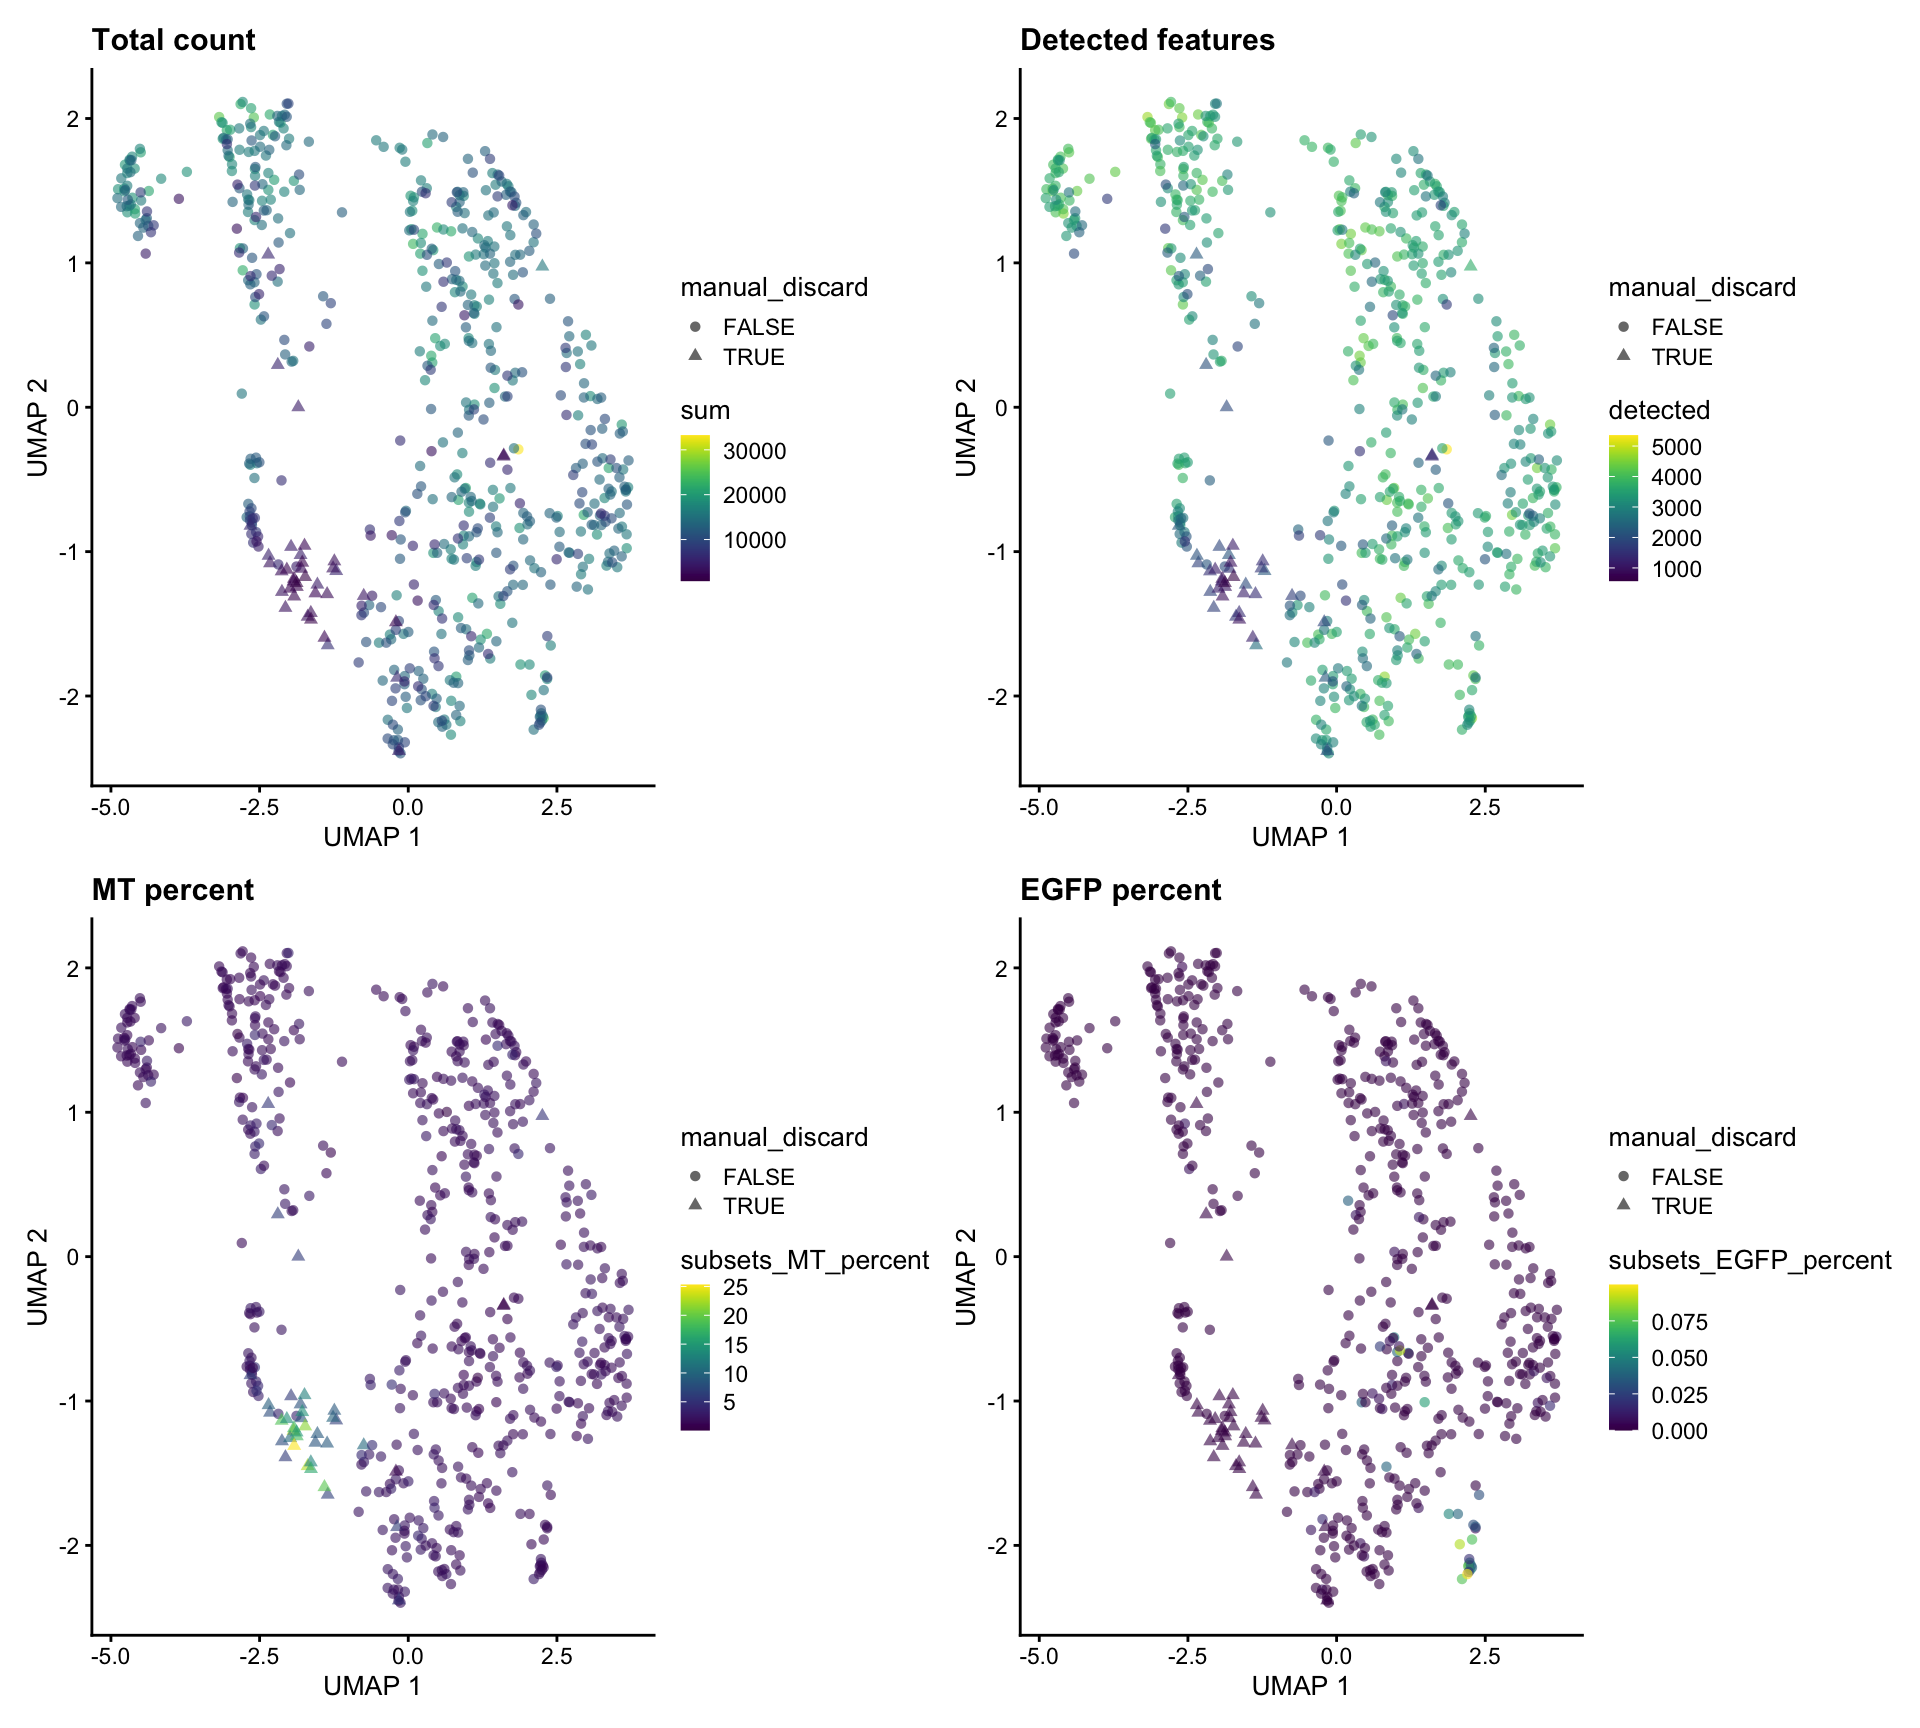 Total count
UMAP 2
2
1
0
-1
-2
-5.0 -2.5 0.0 2.5
UMAP 1
manual_discard
FALSE
TRUE
sum
30000
20000
10000
Detected features
UMAP 2
2
1
0
-1
-2
-5.0 -2.5 0.0 2.5
UMAP 1
manual_discard
FALSE
TRUE
detected
5000
4000
3000
2000
1000
MT percent
UMAP 2
2
1
0
-1
-2
-5.0 -2.5 0.0 2.5
UMAP 1
manual_discard
FALSE
TRUE
subsets_MT_percent
25
20
15
10
5
EGFP percent
UMAP 2
2
1
0
-1
-2
-5.0 -2.5 0.0 2.5
UMAP 1
manual_discard
FALSE
TRUE
subsets_EGFP_percent
0.075
0.050
0.025
0.000